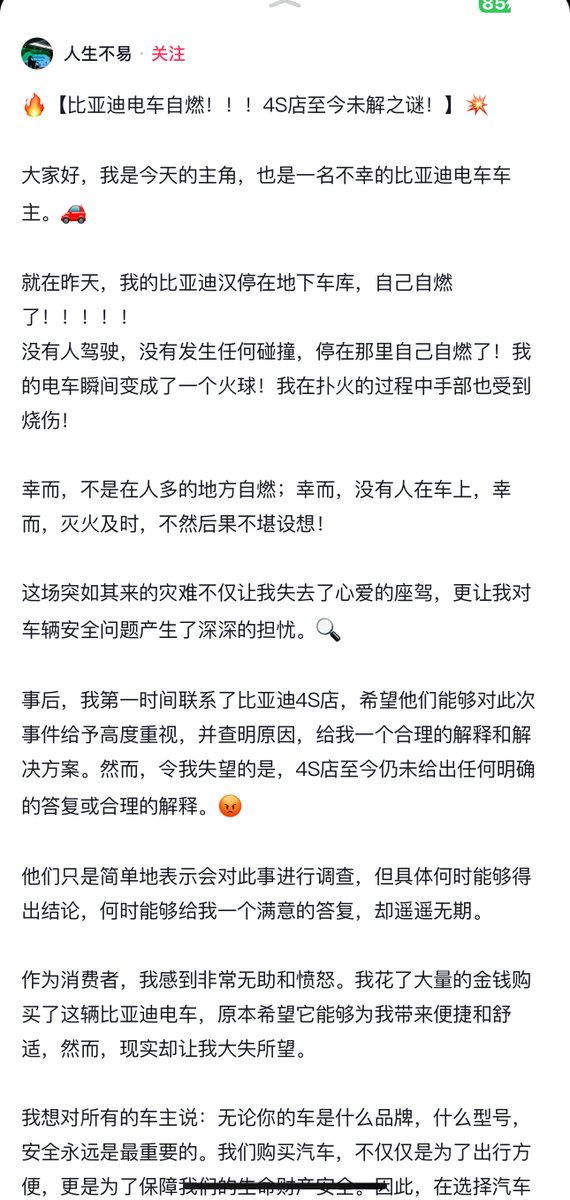 85%
人生不易 · 关注
🔥【比亚迪电车自燃！！！4S店至今未解之谜！】💥
大家好，我是今天的主角，也是一名不幸的比亚迪电车车
主。🚗
就在昨天，我的比亚迪汉停在地下车库，自己自燃
了！！！！！
没有人驾驶，没有发生任何碰撞，停在那里自己自燃了！我
的电车瞬间变成了一个火球！我在扑火的过程中手部也受到
烧伤！
幸而，不是在人多的地方自燃；幸而，没有人在车上，幸
而，灭火及时，不然后果不堪设想！
这场突如其来的灾难不仅让我失去了心爱的座驾，更让我对
车辆安全问题产生了深深的担忧。🔍
事后，我第一时间联系了比亚迪4S店，希望他们能够对此次
事件给予高度重视，并查明原因，给我一个合理的解释和解
决方案。然而，令我失望的是，4S店至今仍未给出任何明确
的答复或合理的解释。😡
他们只是简单地表示会对此事进行调查，但具体何时能够得
出结论，何时能够给我一个满意的答复，却遥遥无期。
作为消费者，我感到非常无助和愤怒。我花了大量的金钱购
买了这辆比亚迪电车，原本希望它能够为我带来便捷和舒
适，然而，现实却让我大失所望。
我想对所有的车主说：无论你的车是什么品牌，什么型号，
安全永远是最重要的。我们购买汽车，不仅仅是为了出行方
便，更是为了保障我们的生命财产安全。因此，在选择汽车